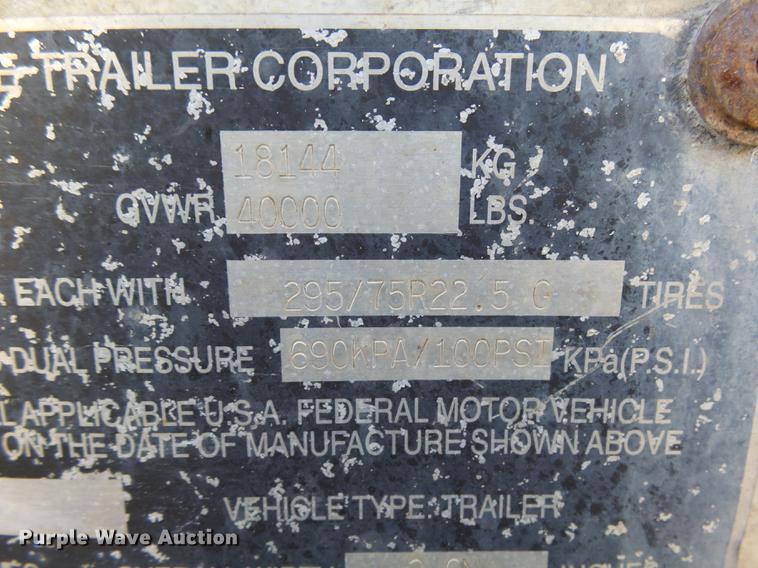 TRAILER CORPORATION
18144 KG
GVWR 40000 LBS.
EACH WITH 295/75R22.5 G TIRES
DUAL PRESSURE 690KPA/100PSI KPa(P.S.I.)
APPLICABLE U.S.A. FEDERAL MOTOR VEHICLE
ON THE DATE OF MANUFACTURE SHOWN ABOVE
VEHICLE TYPE: TRAILER
Purple Wave Auction